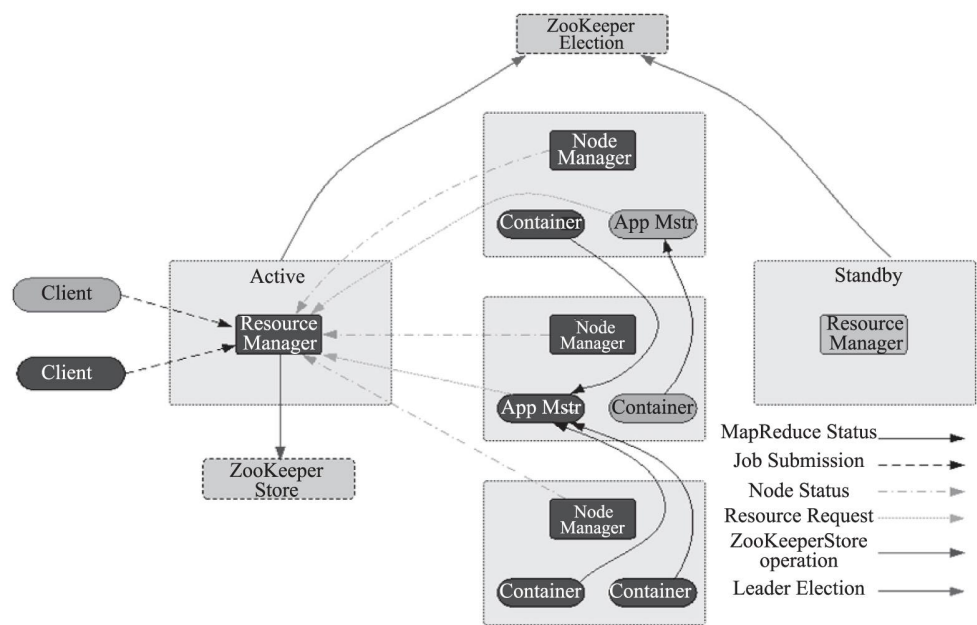 ZooKeeper
Election
Node
Manager
Container
App Mstr
Active
Client
Resource
Manager
Client
Node
Manager
App Mstr
Container
Standby
Resource
Manager
ZooKeeper
Store
Node
Manager
Container
Container
MapReduce Status
Job Submission
Node Status
Resource Request
ZooKeeperStore
operation
Leader Election